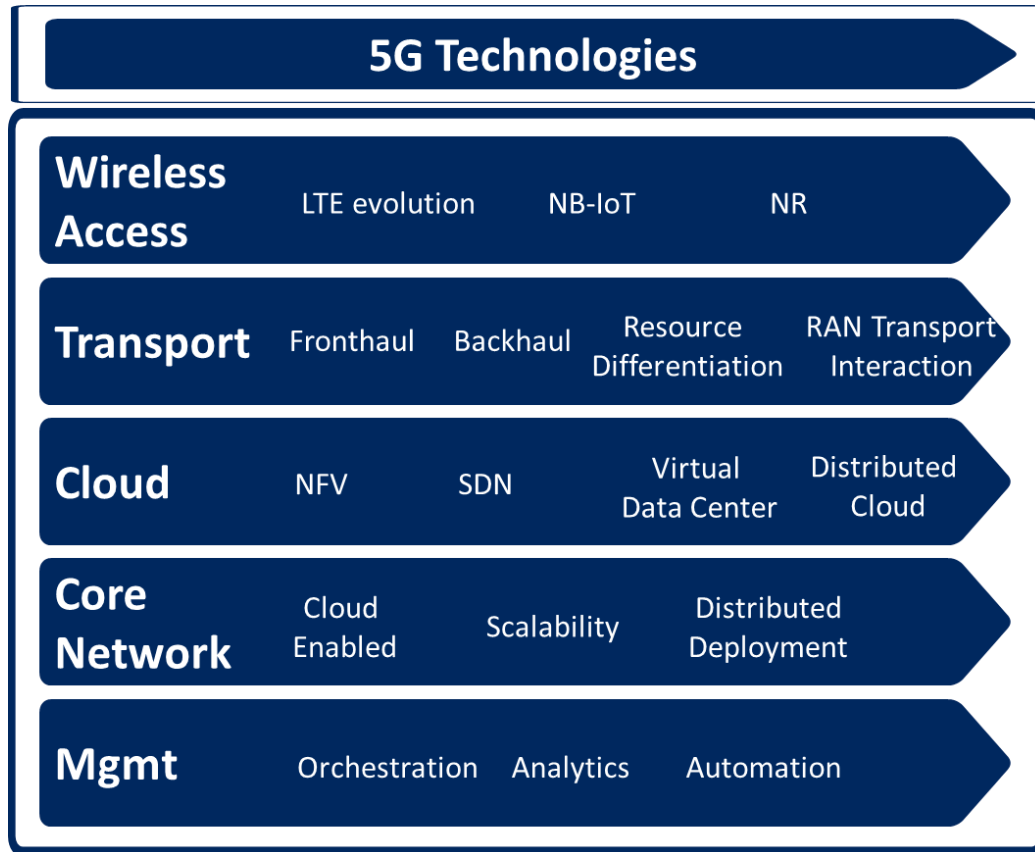 5G Technologies
Wireless
Access
LTE evolution
NB-IoT
NR
Transport
Fronthaul
Backhaul
Resource
Differentiation
RAN Transport
Interaction
Cloud
NFV
SDN
Virtual
Data Center
Distributed
Cloud
Core
Network
Cloud
Enabled
Scalability
Distributed
Deployment
Mgmt
Orchestration
Analytics
Automation